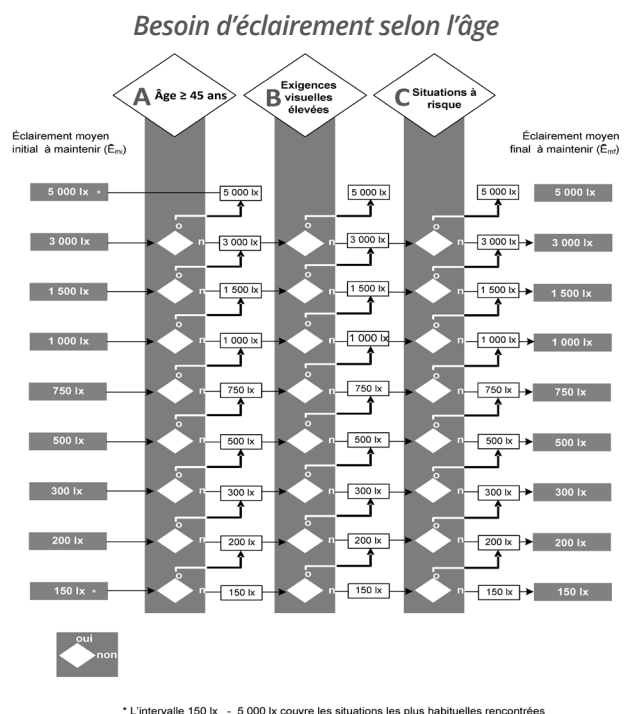 Besoin d'éclairement selon l'âge
A Âge ≥ 45 ans
B Exigences
visuelles
élevées
C Situations à
risque
Éclairement moyen
initial à maintenir (Ēmi)
Éclairement moyen
final à maintenir (Ēmf)
5 000 lx * 5 000 lx 5 000 lx 5 000 lx 5 000 lx
o o o
3 000 lx n 3 000 lx n 3 000 lx n 3 000 lx 3 000 lx
o o o
1 500 lx n 1 500 lx n 1 500 lx n 1 500 lx 1 500 lx
o o o
1 000 lx n 1 000 lx n 1 000 lx n 1 000 lx 1 000 lx
o o o
750 lx n 750 lx n 750 lx n 750 lx 750 lx
o o o
500 lx n 500 lx n 500 lx n 500 lx 500 lx
o o o
300 lx n 300 lx n 300 lx n 300 lx 300 lx
o o o
200 lx n 200 lx n 200 lx n 200 lx 200 lx
o o o
150 lx * n 150 lx n 150 lx n 150 lx 150 lx
oui
non
* L'intervalle 150 lx - 5 000 lx couvre les situations les plus habituelles rencontrées